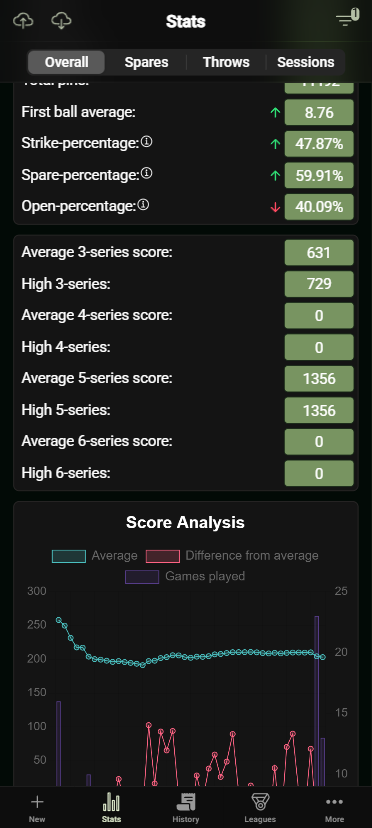 1
Stats
Overall Spares Throws Sessions
Total pins: 11192
First ball average: 8.76
Strike-percentage: 47.87%
Spare-percentage: 59.91%
Open-percentage: 40.09%
Average 3-series score: 631
High 3-series: 729
Average 4-series score: 0
High 4-series: 0
Average 5-series score: 1356
High 5-series: 1356
Average 6-series score: 0
High 6-series: 0
Score Analysis
Average Difference from average
Games played
300 25
250
200 20
150
15
100
50
10
New Stats History Leagues More